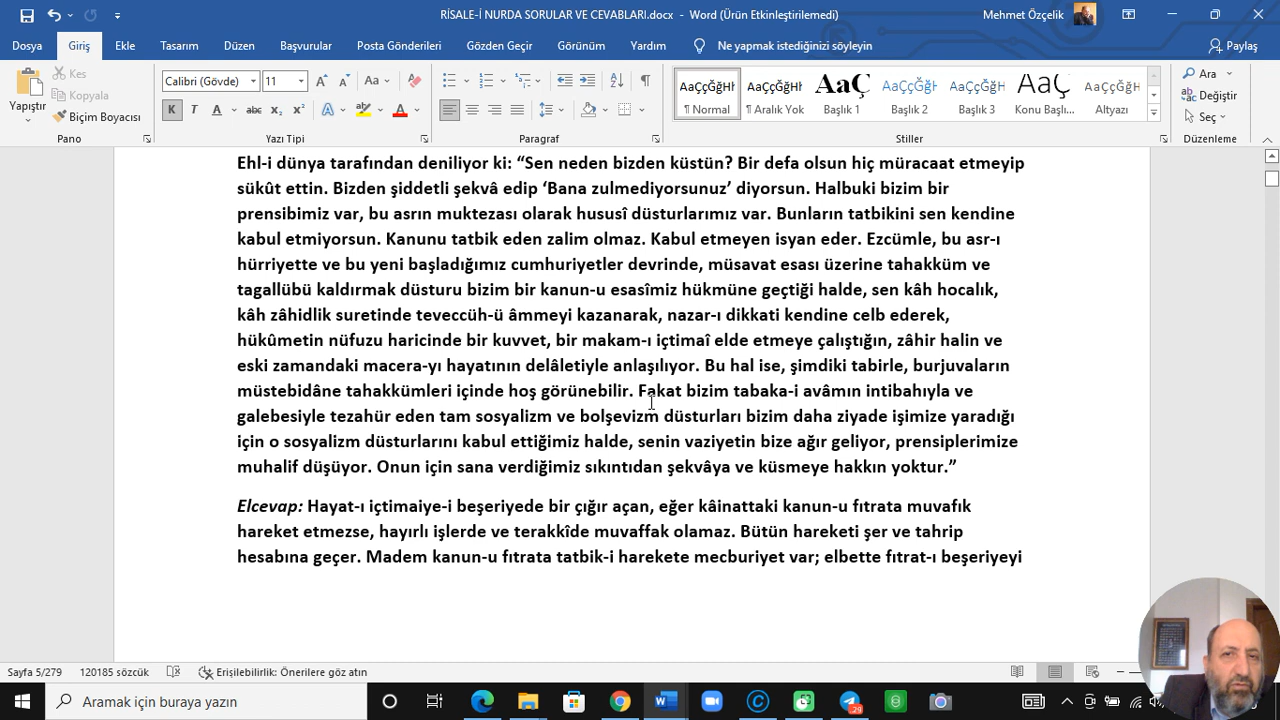 RİSALE-İ NURDA SORULAR VE CEVABLARI.docx - Word (Ürün Etkinleştirilemedi)
Mehmet Özçelik
Dosya Giriş Ekle Tasarım Düzen Başvurular Posta Gönderileri Gözden Geçir Görünüm Yardım Ne yapmak istediğinizi söyleyin Paylaş
Yapıştır
Kes
Kopyala
Biçim Boyacısı
Pano
Calibri (Gövde) 11
Aa
K T A abc x₂ x² A A
Yazı Tipi
Paragraf
AaÇçĞğHh AaÇçĞğHh AaÇ AaÇçĞğH AaÇçĞğH AaÇçĞ AaÇçĞğHh
¶ Normal ¶ Aralık Yok Başlık 1 Başlık 2 Başlık 3 Konu Başlı... Altyazı
Stiller
Ara
Değiştir
Seç
Düzenleme
Ehl-i dünya tarafından deniliyor ki: “Sen neden bizden küstün? Bir defa olsun hiç müracaat etmeyip
sükût ettin. Bizden şiddetli şekvâ edip ‘Bana zulmediyorsunuz’ diyorsun. Halbuki bizim bir
prensibimiz var, bu asrın muktezası olarak hususî düsturlarımız var. Bunların tatbikini sen kendine
kabul etmiyorsun. Kanunu tatbik eden zalim olmaz. Kabul etmeyen isyan eder. Ezcümle, bu asr-ı
hürriyette ve bu yeni başladığımız cumhuriyetler devrinde, müsavat esası üzerine tahakküm ve
tagallübü kaldırmak düsturu bizim bir kanun-u esasîmiz hükmüne geçtiği halde, sen kâh hocalık,
kâh zâhidlik suretinde teveccüh-ü âmmeyi kazanarak, nazar-ı dikkati kendine celb ederek,
hükûmetin nüfuzu haricinde bir kuvvet, bir makam-ı içtimaî elde etmeye çalıştığın, zâhir halin ve
eski zamandaki macera-yı hayatının delâletiyle anlaşılıyor. Bu hal ise, şimdiki tabirle, burjuvaların
müstebidâne tahakkümleri içinde hoş görünebilir. Fakat bizim tabaka-i avâmın intibahıyla ve
galebesiyle tezahür eden tam sosyalizm ve bolşevizm düsturları bizim daha ziyade işimize yaradığı
için o sosyalizm düsturlarını kabul ettiğimiz halde, senin vaziyetin bize ağır geliyor, prensiplerimize
muhalif düşüyor. Onun için sana verdiğimiz sıkıntıdan şekvâya ve küsmeye hakkın yoktur.”
Elcevap: Hayat-ı içtimaiye-i beşeriyede bir çığır açan, eğer kâinattaki kanun-u fıtrata muvafık
hareket etmezse, hayırlı işlerde ve terakkîde muvaffak olamaz. Bütün hareketi şer ve tahrip
hesabına geçer. Madem kanun-u fıtrata tatbik-i harekete mecburiyet var; elbette fıtrat-ı beşeriyeyi
Sayfa 5/279 120185 sözcük Erişilebilirlik: Önerilere göz atın
Aramak için buraya yazın
29